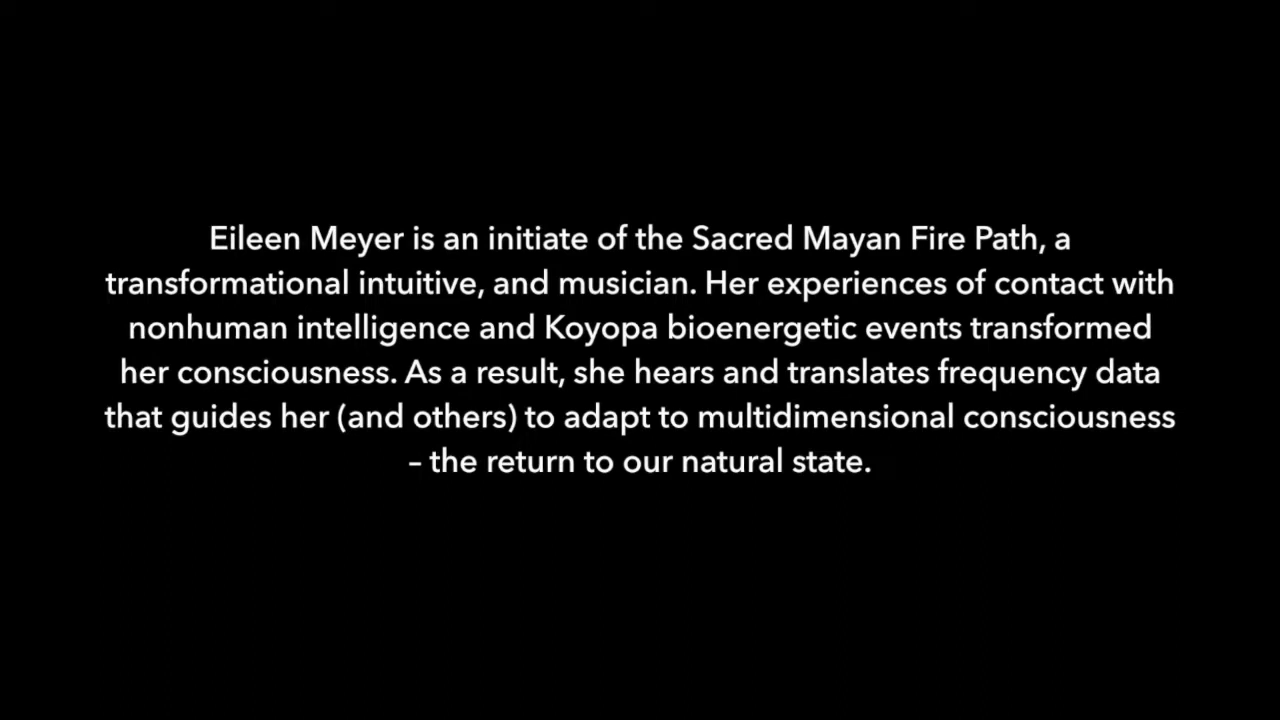 Eileen Meyer is an initiate of the Sacred Mayan Fire Path, a
transformational intuitive, and musician. Her experiences of contact with
nonhuman intelligence and Koyopa bioenergetic events transformed
her consciousness. As a result, she hears and translates frequency data
that guides her (and others) to adapt to multidimensional consciousness
– the return to our natural state.